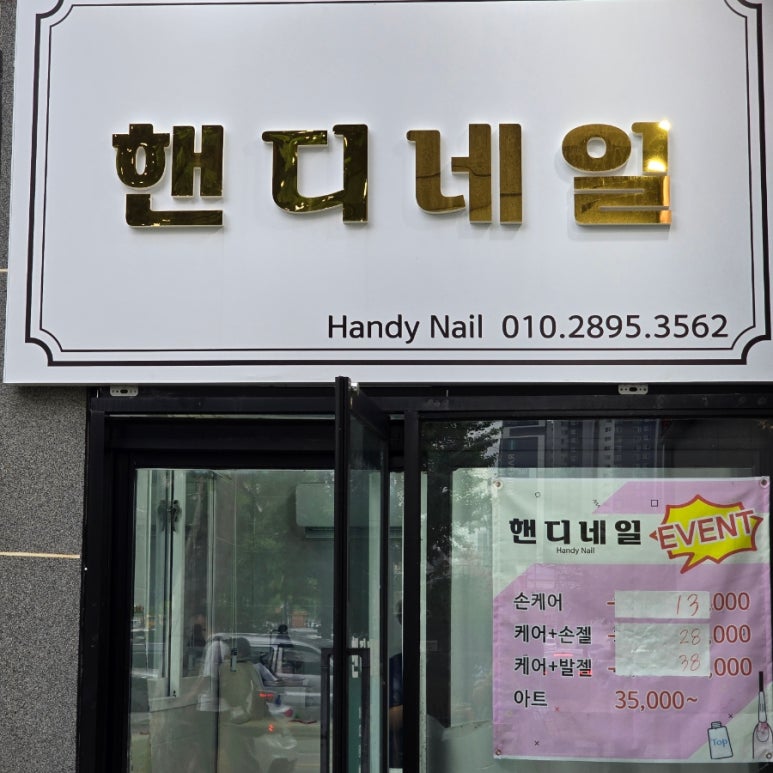 핸디네일
Handy Nail 010.2895.3562
핸디네일
Handy Nail
EVENT
손케어 13,000
케어+손젤 28,000
케어+발젤 38,000
아트 35,000~
Top